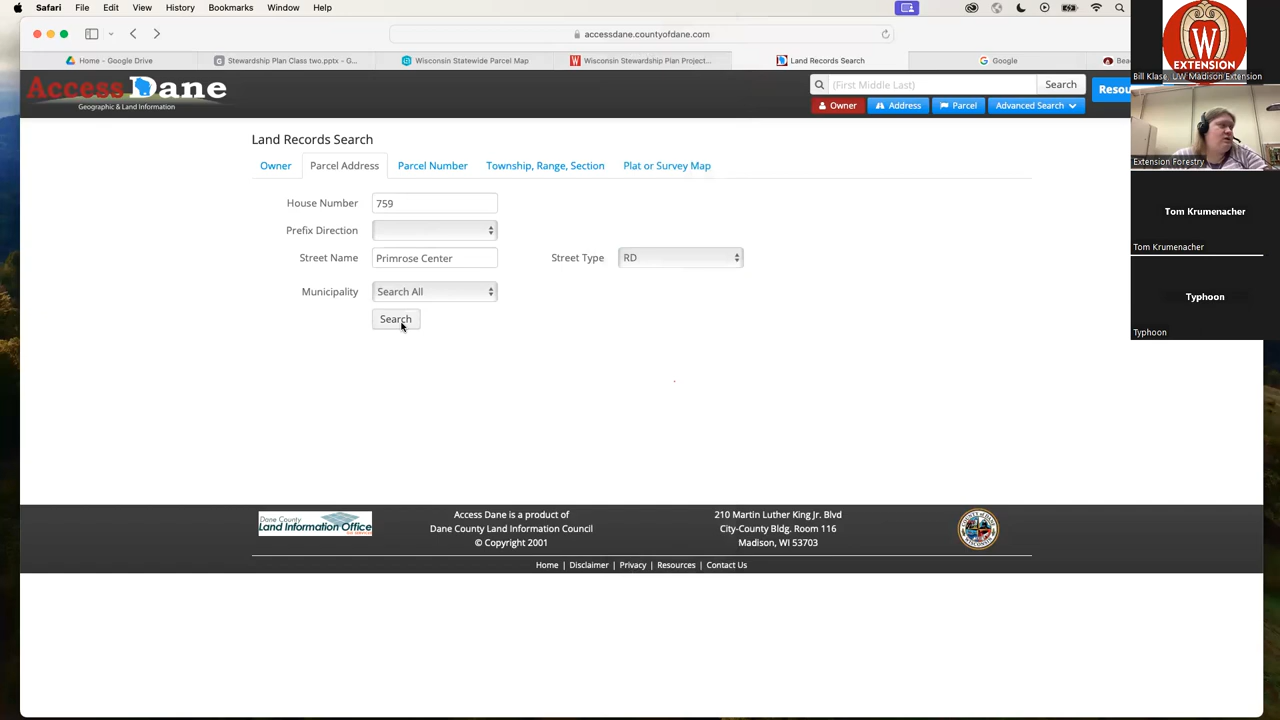 Safari File Edit View History Bookmarks Window Help
accessdane.countyofdane.com
Home - Google Drive
Stewardship Plan Class two.pptx - G...
Wisconsin Statewide Parcel Map
Wisconsin Stewardship Plan Project...
Land Records Search
Google
Bea
Access Dane
Geographic & Land Information
(First Middle Last)
Search
Resou
Owner
Address
Parcel
Advanced Search
Land Records Search
Owner
Parcel Address
Parcel Number
Township, Range, Section
Plat or Survey Map
House Number 759
Prefix Direction
Street Name Primrose Center
Street Type RD
Municipality Search All
Search
Dane County
Land Information Office
Access Dane is a product of
Dane County Land Information Council
© Copyright 2001
210 Martin Luther King Jr. Blvd
City-County Bldg. Room 116
Madison, WI 53703
Home | Disclaimer | Privacy | Resources | Contact Us
W
EXTENSION
Bill Klase, UW Madison Extension
Extension Forestry
Tom Krumenacher
Tom Krumenacher
Typhoon
Typhoon